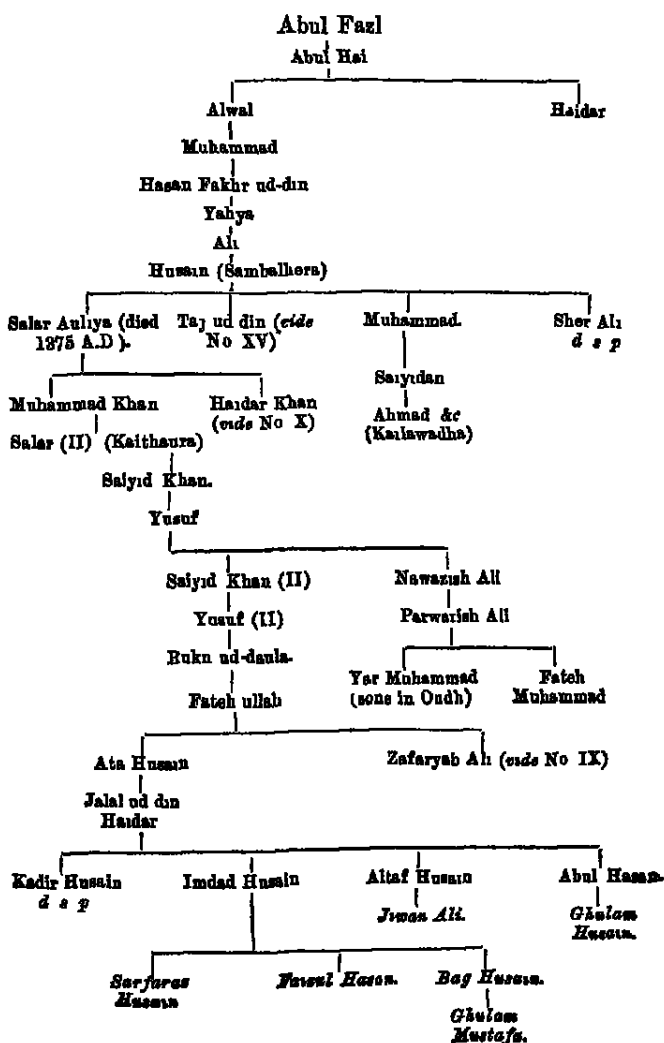 Abul Fazl
Abul Hai
Alwal Haidar
Muhammad
Hasan Fakhr ud-din
Yahya
Ali
Husain (Sambalhera)
Salar Auliya (died Taj ud din (vide Muhammad. Sher Ali
1375 A.D). No XV) d s p
Saiyidan
Muhammad Khan Haidar Khan Ahmad &c
Salar (II) (Kaithaura) (vide No X) (Kailawadha)
Saiyid Khan.
Yusuf
Saiyid Khan (II) Nawazish Ali
Yusuf (II) Parwarish Ali
Rukn ud-daula. Yar Muhammad Fateh
Fateh ullah (sons in Oudh) Muhammad
Ata Husain Zafaryab Ali (vide No IX)
Jalal ud din
Haidar
Kadir Husain Imdad Husain Altaf Husain Abul Hasan.
d s p Jiwan Ali. Ghulam
Husain.
Sarfaraz Faizul Hasan. Bag Husain.
Husain Ghulam
Mustafa.